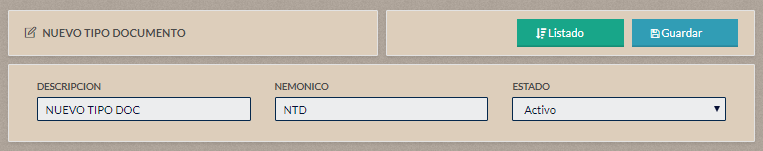 NUEVO TIPO DOCUMENTO
Listado
Guardar
DESCRIPCION
NEMONICO
ESTADO
NUEVO TIPO DOC
NTD
Activo